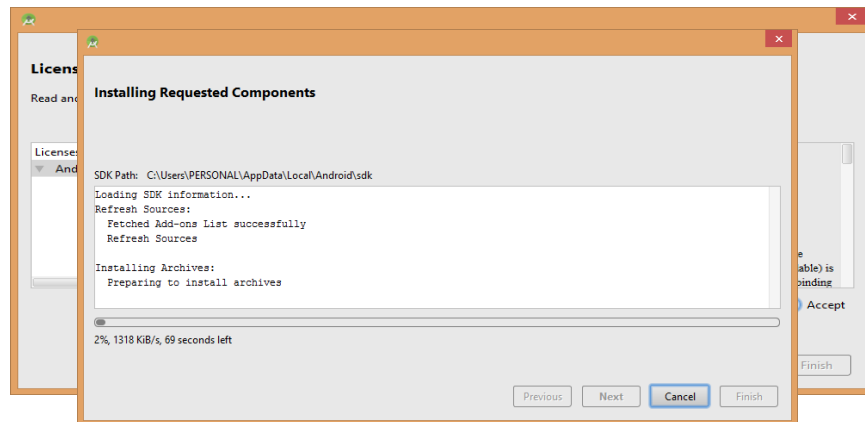 Licens
Read and
License
And
Installing Requested Components
SDK Path: C:\Users\PERSONAL\AppData\Local\Android\sdk
Loading SDK information...
Refresh Sources:
Fetched Add-ons List successfully
Refresh Sources
Installing Archives:
Preparing to install archives
2%, 1318 KiB/s, 69 seconds left
Previous
Next
Cancel
Finish
e
able) is
binding
Accept
Finish